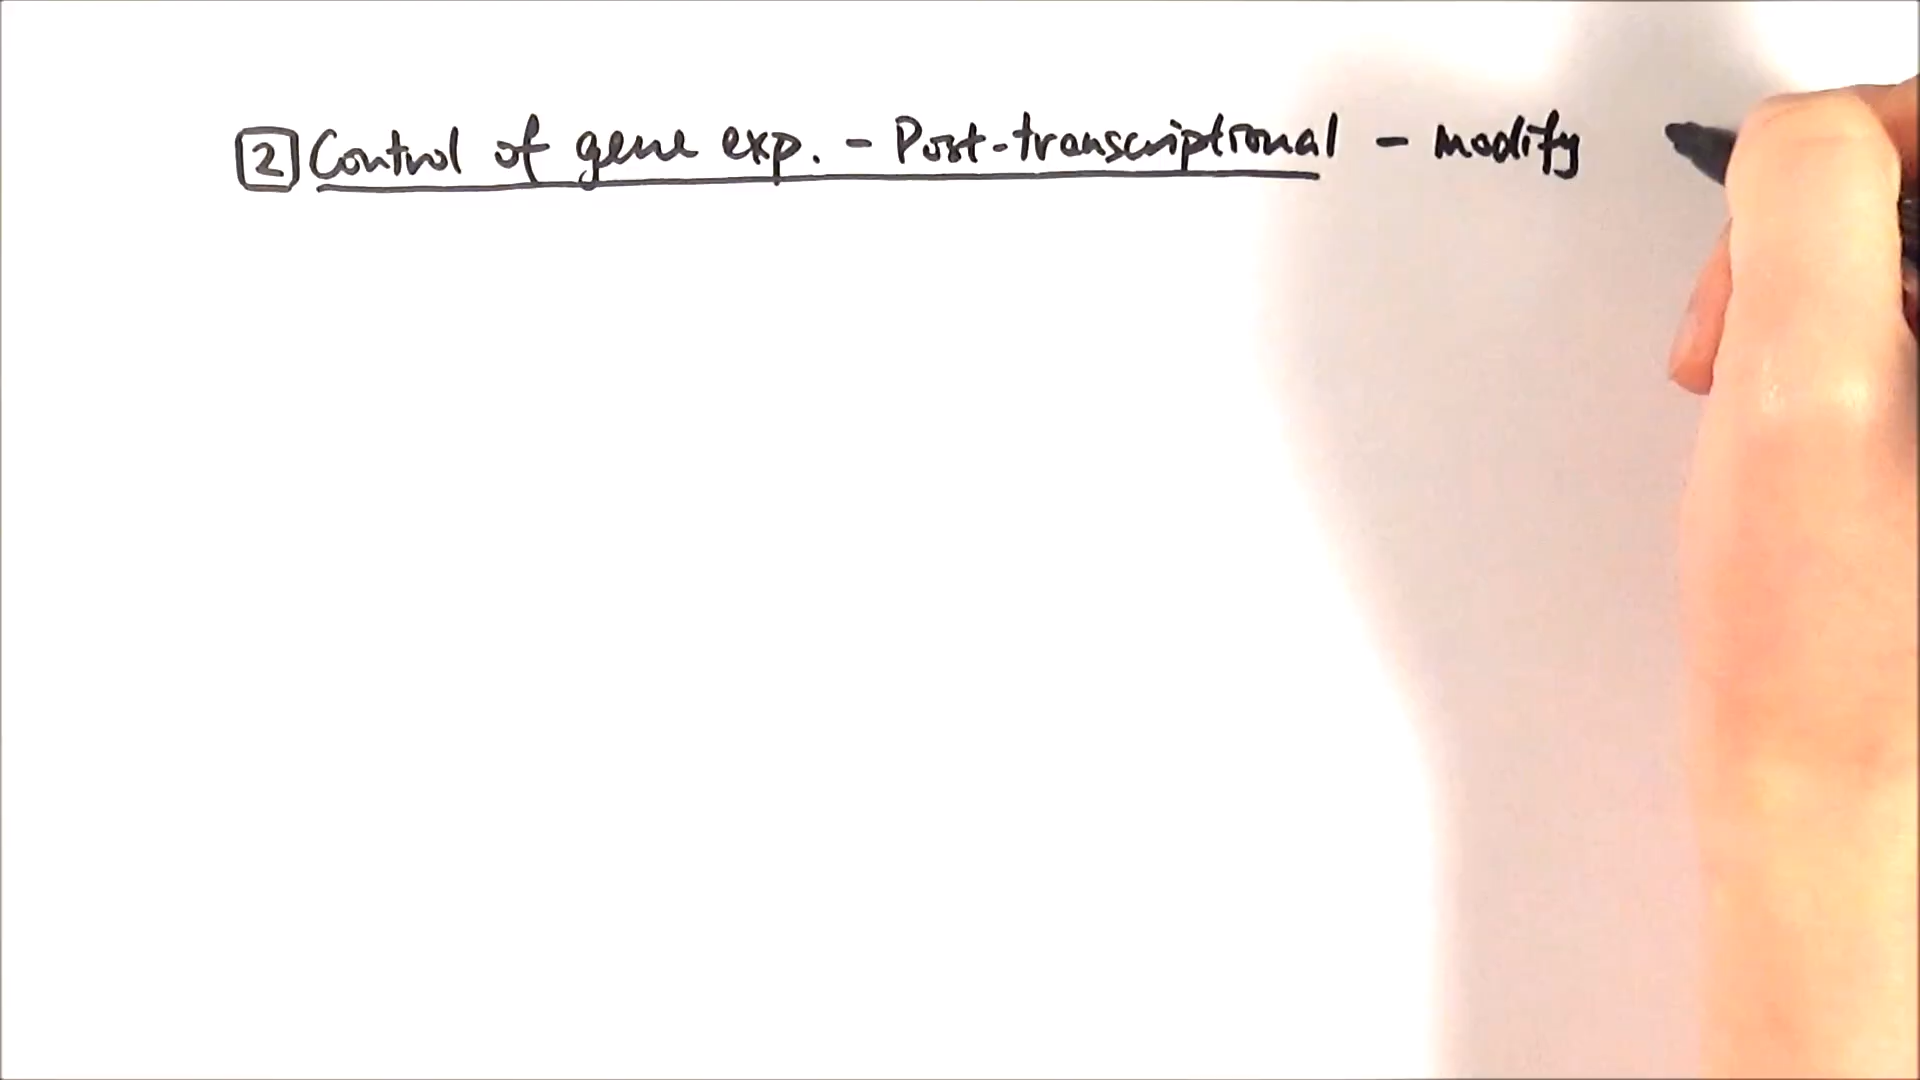 2 Control of gene exp. - Post-transcriptional - modify